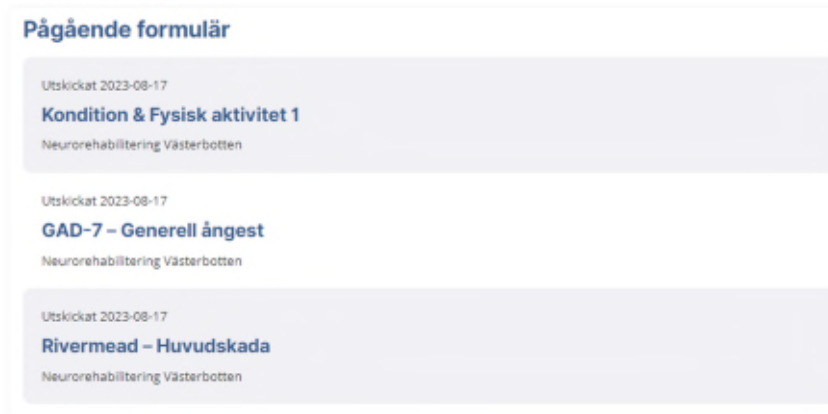 Pågående formulär
Utskickat 2023-08-17
Kondition & Fysisk aktivitet 1
Neurorehabilitering Västerbotten
Utskickat 2023-08-17
GAD-7 – Generell ångest
Neurorehabilitering Västerbotten
Utskickat 2023-08-17
Rivermead – Huvudskada
Neurorehabilitering Västerbotten